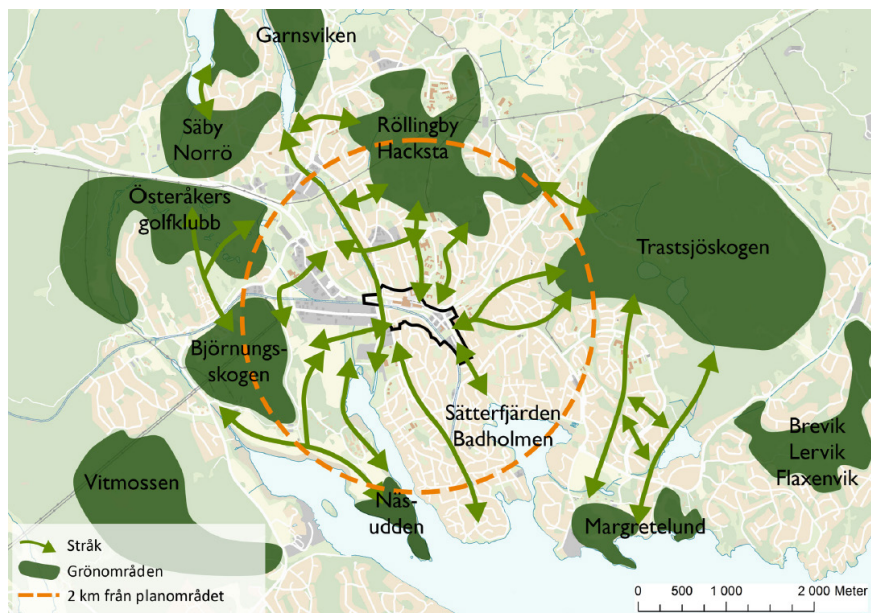 Garnsviken
Säby
Norrö
Röllingby
Hacksta
Österåkers
golfklubb
Trastsjöskogen
Björnungs-
skogen
Sätterfjärden
Badholmen
Brevik
Lervik
Flaxenvik
Vitmossen
Näs-
udden
Margretelund
Stråk
Grönområden
2 km från planområdet
0 500 1 000 2 000 Meter